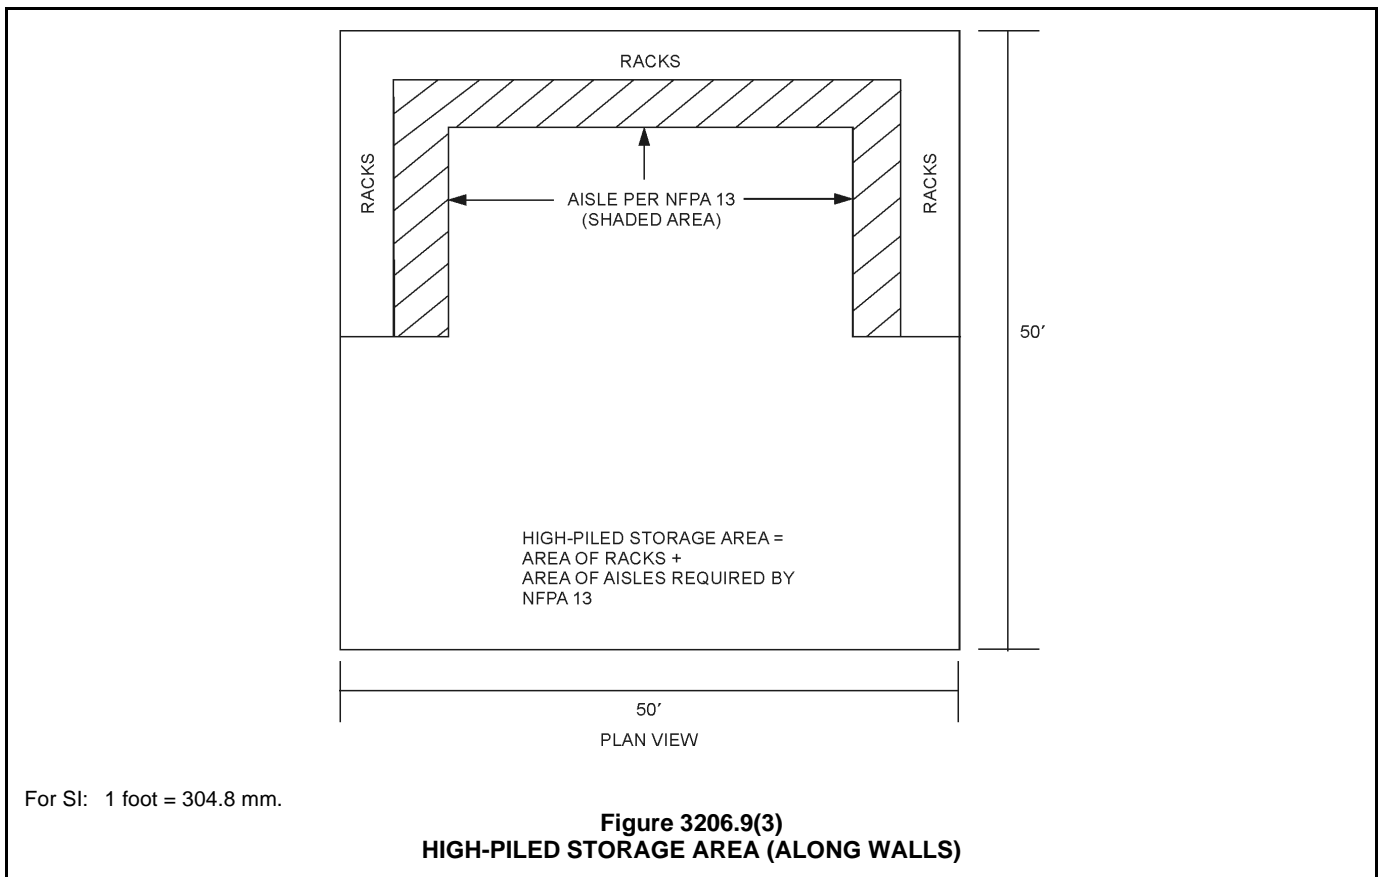 RACKS
RACKS
RACKS
AISLE PER NFPA 13
(SHADED AREA)
50′
HIGH-PILED STORAGE AREA =
AREA OF RACKS +
AREA OF AISLES REQUIRED BY
NFPA 13
50′
PLAN VIEW
For SI: 1 foot = 304.8 mm.
Figure 3206.9(3)
HIGH-PILED STORAGE AREA (ALONG WALLS)